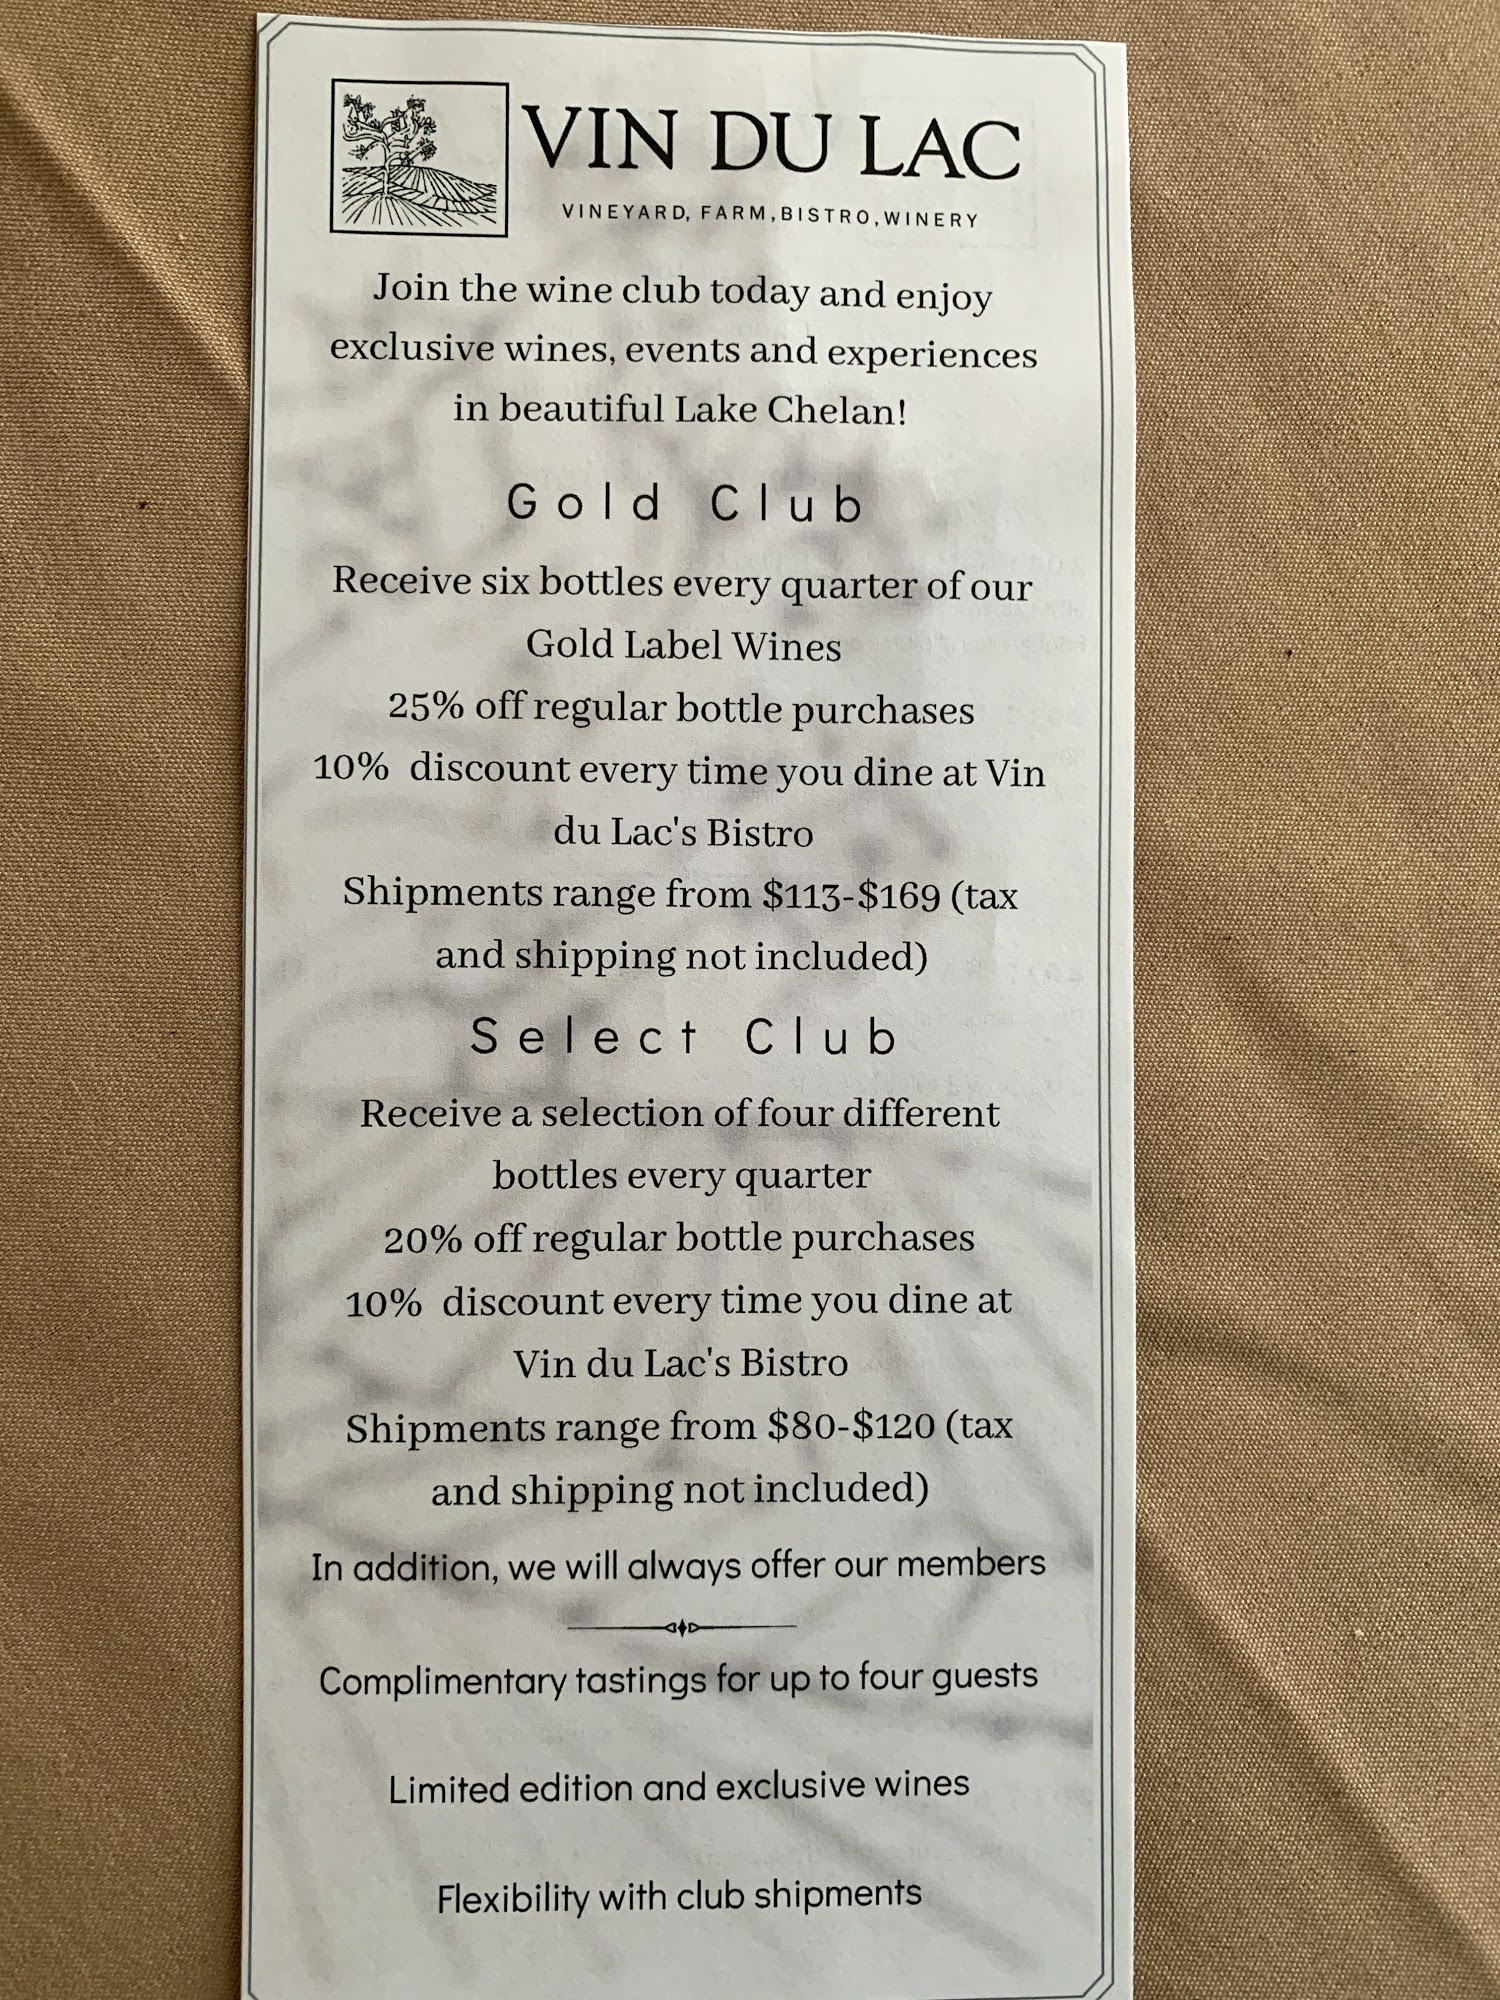 VIN DU LAC
VINEYARD, FARM,BISTRO,WINERY
Join the wine club today and enjoy
exclusive wines, events and experiences
in beautiful Lake Chelan!
Gold Club
Receive six bottles every quarter of our
Gold Label Wines
25% off regular bottle purchases
10% discount every time you dine at Vin
du Lac's Bistro
Shipments range from $113-$169 (tax
and shipping not included)
Select Club
Receive a selection of four different
bottles every quarter
20% off regular bottle purchases
10% discount every time you dine at
Vin du Lac's Bistro
Shipments range from $80-$120 (tax
and shipping not included)
In addition, we will always offer our members
Complimentary tastings for up to four guests
Limited edition and exclusive wines
Flexibility with club shipments